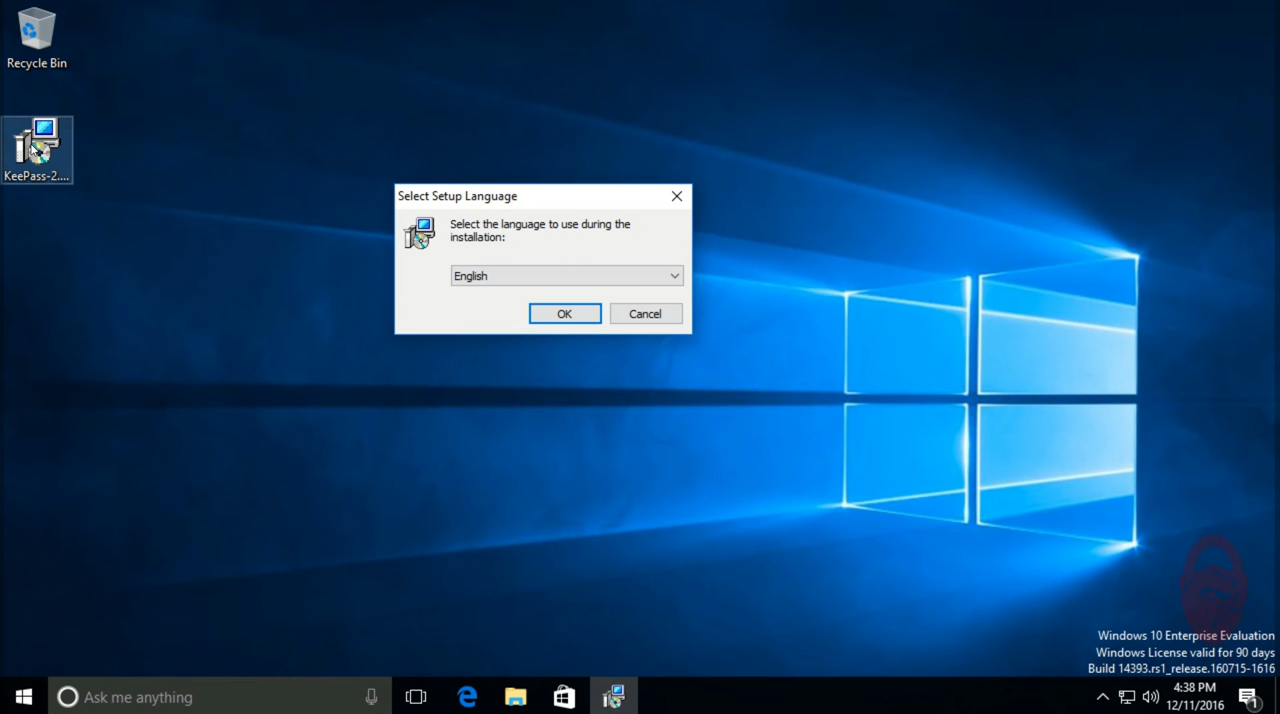 Recycle Bin
KeePass-2....
Select Setup Language
Select the language to use during the
installation:
English
OK
Cancel
Windows 10 Enterprise Evaluation
Windows License valid for 90 days
Build 14393.rs1_release.160715-1616
Ask me anything
4:38 PM
12/11/2016
1